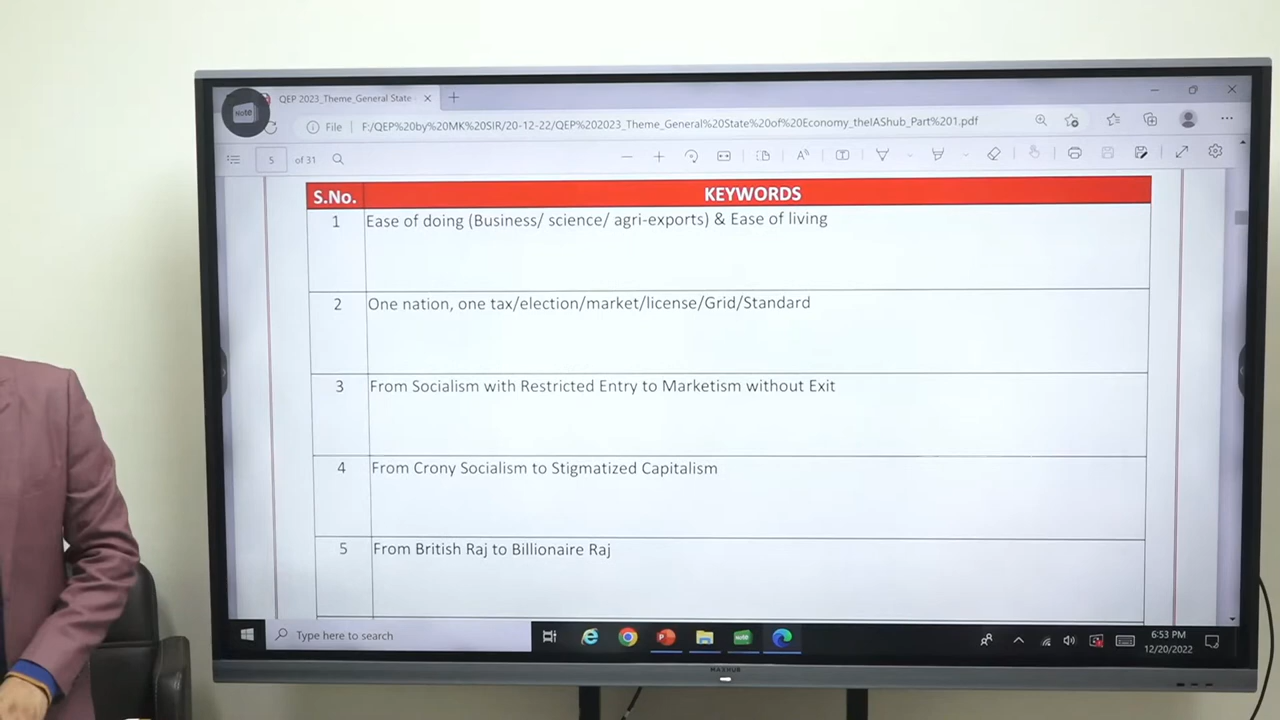 Note
QEP 2023_Theme_General State
File
F:/QEP%20by%20MK%20SIR/20-12-22/QEP%202023_Theme_General%20State%20of%20Economy_theIAShub_Part%201.pdf
5 of 31
S.No. KEYWORDS
1 Ease of doing (Business/ science/ agri-exports) & Ease of living
2 One nation, one tax/election/market/license/Grid/Standard
3 From Socialism with Restricted Entry to Marketism without Exit
4 From Crony Socialism to Stigmatized Capitalism
5 From British Raj to Billionaire Raj
Type here to search
note
6:53 PM
12/20/2022
MAXHUB